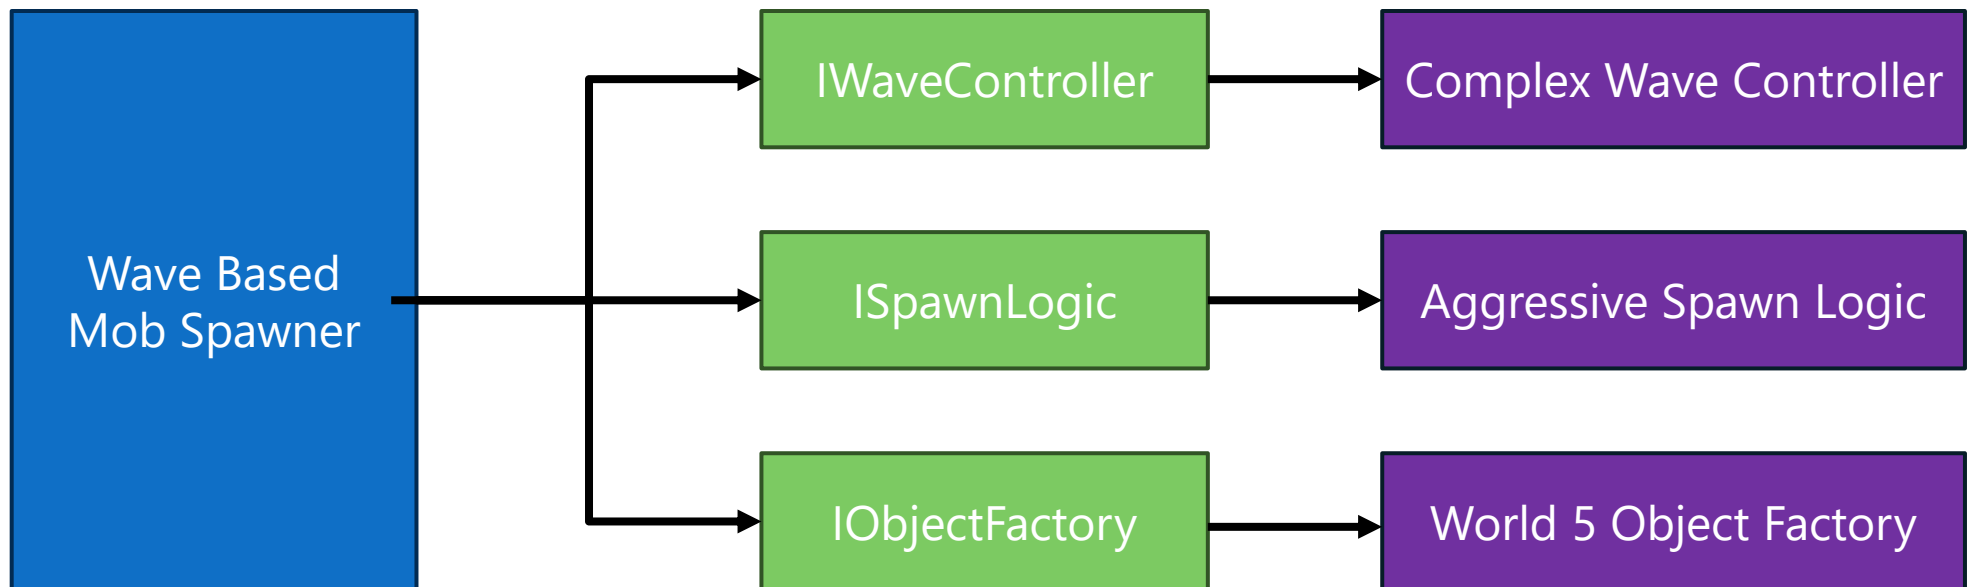 Wave Based
Mob Spawner
IWaveController
Complex Wave Controller
ISpawnLogic
Aggressive Spawn Logic
IObjectFactory
World 5 Object Factory